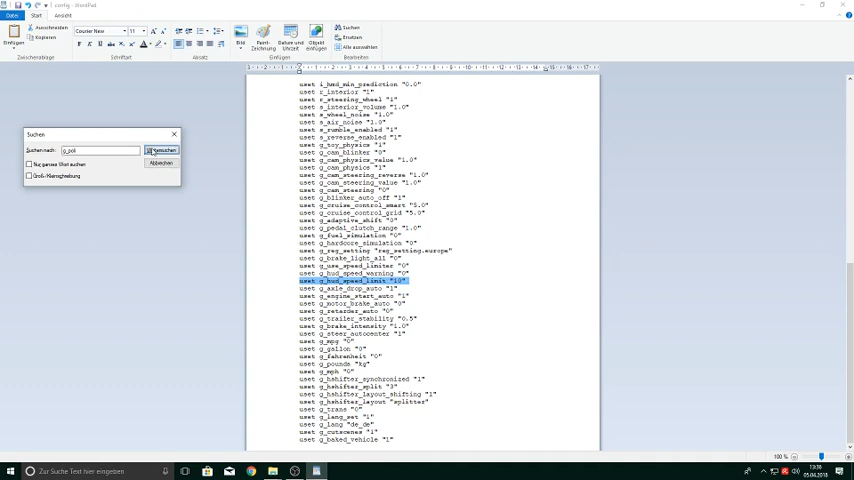 config - WordPad
Datei
Start
Ansicht
Einfügen
Ausschneiden
Kopieren
Zwischenablage
Courier New
11
Schriftart
Absatz
Bild
Paint-
Zeichnung
Datum und
Uhrzeit
Objekt
einfügen
Einfügen
Suchen
Ersetzen
Alle auswählen
Bearbeiten
Suchen
Suchen nach:
g_poli
Abbrechen
Nur ganzes Wort suchen
Groß-/Kleinschreibung
uset i_hmd_min_prediction "0.0"
uset r_interior "1"
uset r_steering_wheel "1"
uset s_interior_volume "1.0"
uset s_wheel_noise "1.0"
uset s_air_noise "1.0"
uset s_rumble_enabled "1"
uset s_reverse_enabled "1"
uset g_toy_physics "1"
uset g_cam_blinker "0"
uset g_cam_physics_value "1.0"
uset g_cam_physics "1"
uset g_cam_steering_reverse "1.0"
uset g_cam_steering_value "1.0"
uset g_cam_steering "0"
uset g_blinker_auto_off "1"
uset g_cruise_control_smart "5.0"
uset g_cruise_control_grid "5.0"
uset g_adaptive_shift "0"
uset g_pedal_clutch_range "1.0"
uset g_fuel_simulation "0"
uset g_hardcore_simulation "0"
uset g_reg_setting "reg_setting.europe"
uset g_brake_light_all "0"
uset g_use_speed_limiter "0"
uset g_hud_speed_warning "0"
uset g_hud_speed_limit "10"
uset g_axle_drop_auto "1"
uset g_engine_start_auto "1"
uset g_motor_brake_auto "0"
uset g_retarder_auto "0"
uset g_trailer_stability "0.5"
uset g_brake_intensity "1.0"
uset g_steer_autocenter "1"
uset g_mpg "0"
uset g_gallon "0"
uset g_fahrenheit "0"
uset g_pounds "kg"
uset g_mph "0"
uset g_hshifter_synchronized "1"
uset g_hshifter_split "3"
uset g_hshifter_layout_shifting "1"
uset g_hshifter_layout "splitter"
uset g_trans "0"
uset g_lang_set "1"
uset g_lang "de_de"
uset g_cutscenes "1"
uset g_baked_vehicle "1"
100 %
Zur Suche Text hier eingeben
13:36
05.04.2018